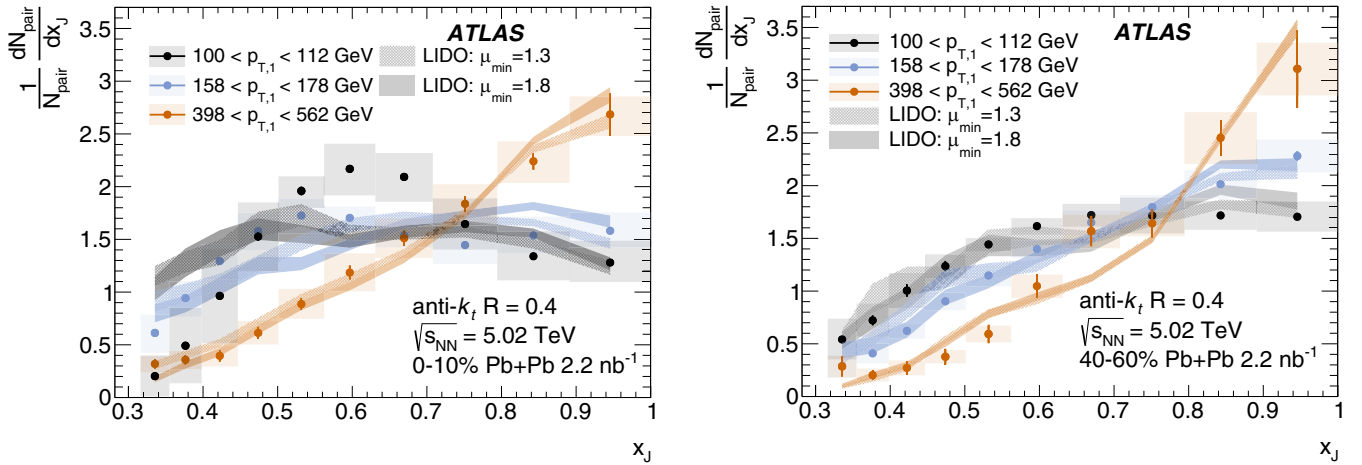 ATLAS
1/N_pair dN_pair/dx_J
100 < p_T,1 < 112 GeV
158 < p_T,1 < 178 GeV
398 < p_T,1 < 562 GeV
LIDO: μ_min=1.3
LIDO: μ_min=1.8
3.5
3
2.5
2
1.5
1
0.5
0
anti-k_t R = 0.4
√s_NN = 5.02 TeV
0-10% Pb+Pb 2.2 nb⁻¹
0.3 0.4 0.5 0.6 0.7 0.8 0.9 1
x_J
ATLAS
1/N_pair dN_pair/dx_J
100 < p_T,1 < 112 GeV
158 < p_T,1 < 178 GeV
398 < p_T,1 < 562 GeV
LIDO: μ_min=1.3
LIDO: μ_min=1.8
3.5
3
2.5
2
1.5
1
0.5
0
anti-k_t R = 0.4
√s_NN = 5.02 TeV
40-60% Pb+Pb 2.2 nb⁻¹
0.3 0.4 0.5 0.6 0.7 0.8 0.9 1
x_J